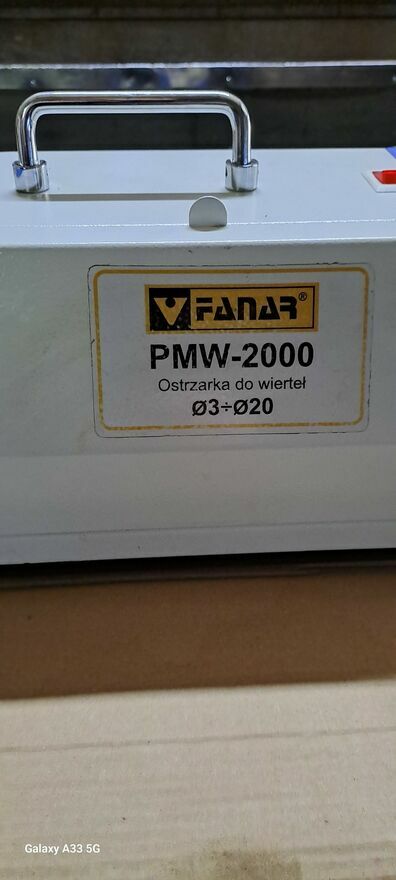 FANAR®
PMW-2000
Ostrzarka do wierteł
Ø3÷Ø20
Galaxy A33 5G